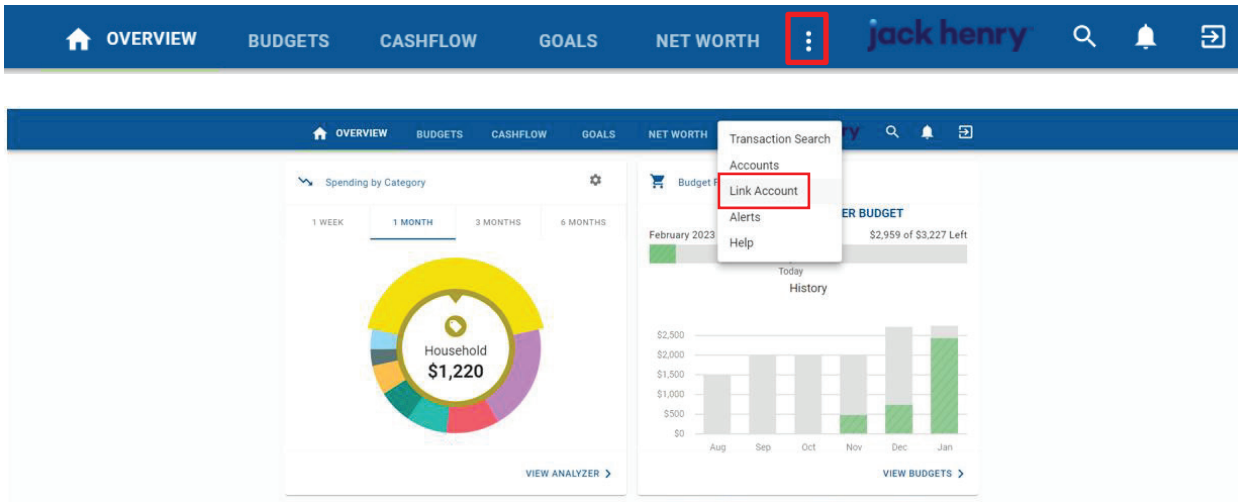 OVERVIEW BUDGETS CASHFLOW GOALS NET WORTH jack henry
OVERVIEW BUDGETS CASHFLOW GOALS NET WORTH
Transaction Search
Accounts
Link Account
Alerts
Help
Spending by Category
1 WEEK 1 MONTH 3 MONTHS 6 MONTHS
Household
$1,220
VIEW ANALYZER
Budget
ER BUDGET
February 2023 $2,959 of $3,227 Left
Today
History
$2,500
$2,000
$1,500
$1,000
$500
$0
Aug Sep Oct Nov Dec Jan
VIEW BUDGETS